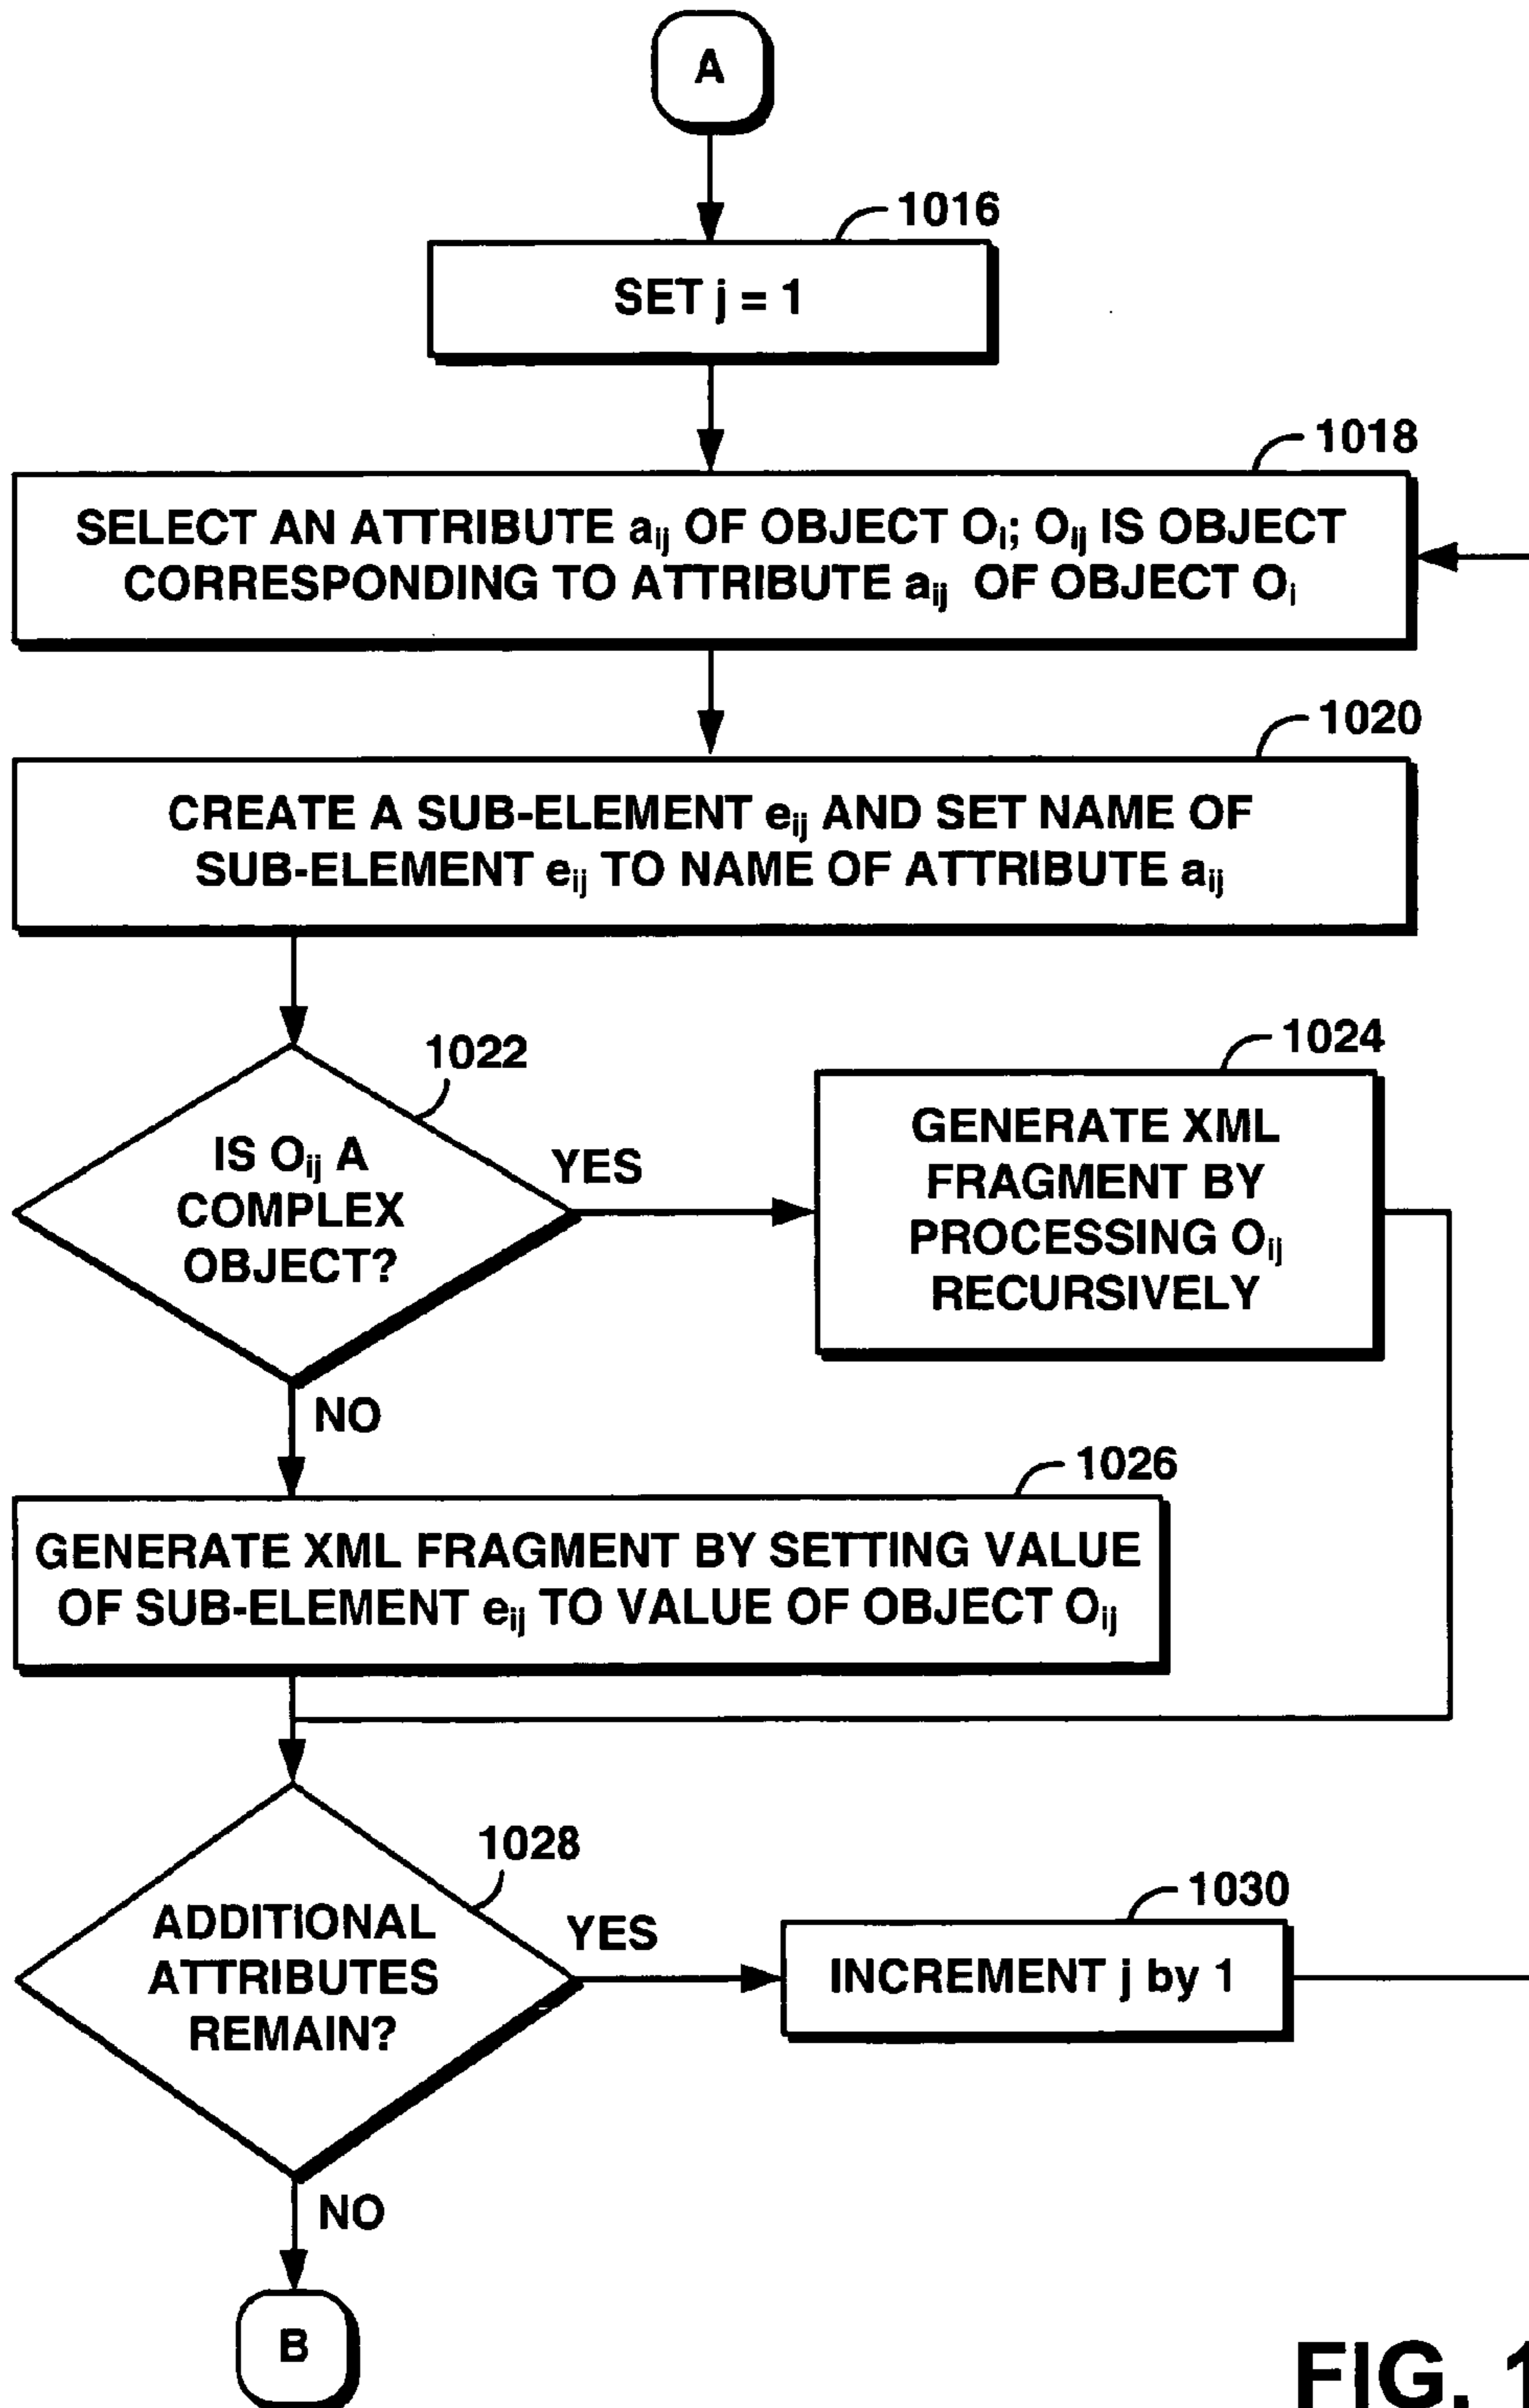 A
1016
SET j = 1
1018
SELECT AN ATTRIBUTE aij OF OBJECT Oi; Oij IS OBJECT
CORRESPONDING TO ATTRIBUTE aij OF OBJECT Oi
1020
CREATE A SUB-ELEMENT eij AND SET NAME OF
SUB-ELEMENT eij TO NAME OF ATTRIBUTE aij
1022
IS Oij A
COMPLEX
OBJECT?
YES
1024
GENERATE XML
FRAGMENT BY
PROCESSING Oij
RECURSIVELY
NO
1026
GENERATE XML FRAGMENT BY SETTING VALUE
OF SUB-ELEMENT eij TO VALUE OF OBJECT Oij
1028
ADDITIONAL
ATTRIBUTES
REMAIN?
YES
1030
INCREMENT j by 1
NO
B
FIG.